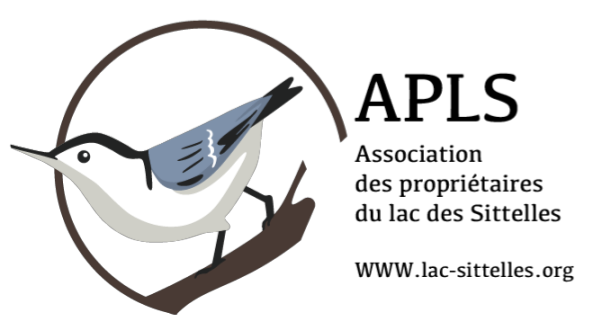 APLS
Association
des propriétaires
du lac des Sittelles
WWW.lac-sittelles.org